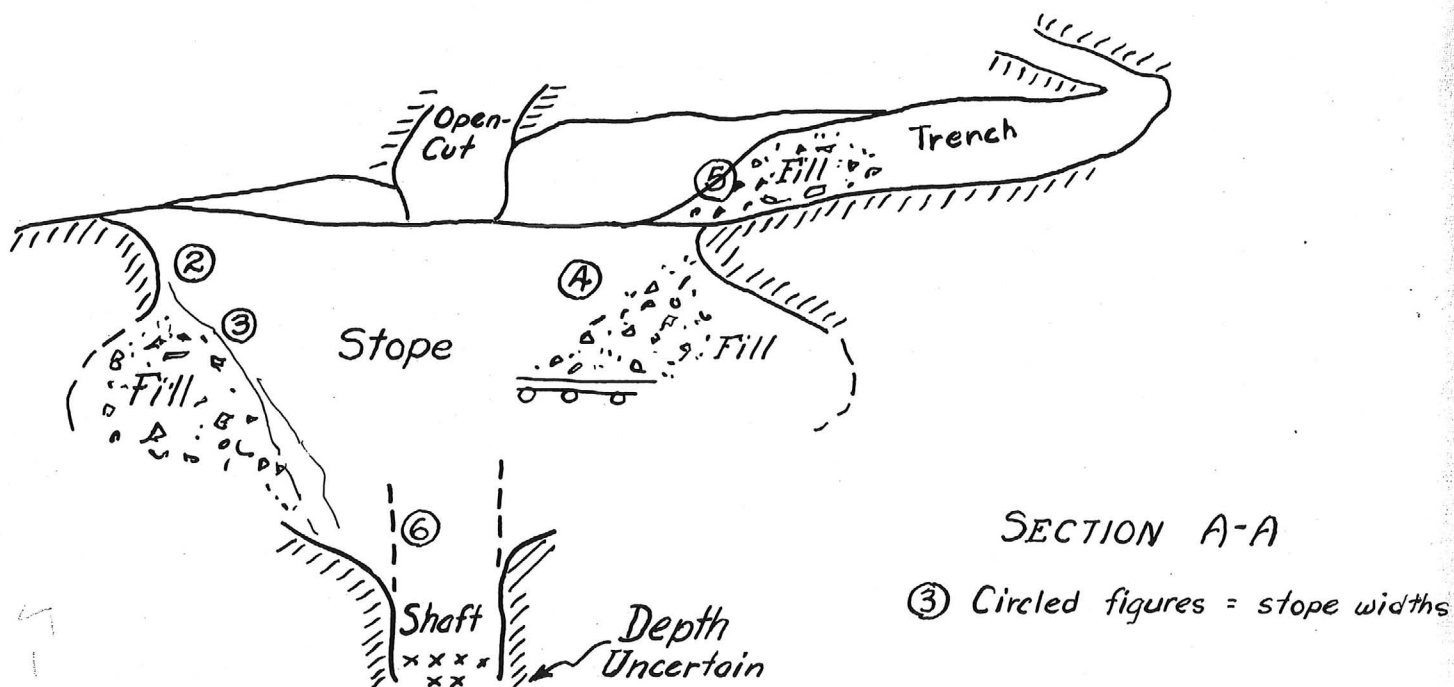 Open-
Cut
Trench
Fill
5
2
4
3
Stope
Fill
Fill
6
SECTION A-A
3 Circled figures = stope widths
Shaft
Depth
Uncertain